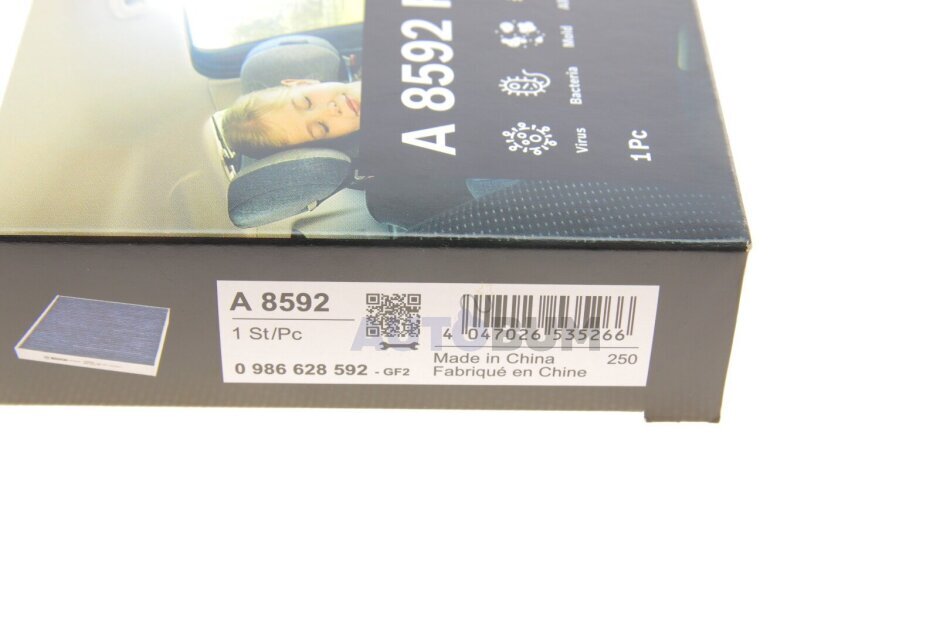 A 8592
Virus
Bacteria
Mold
1 Pc
A 8592
1 St/Pc
0 986 628 592 - GF2
4 047026 535266
Made in China
250
Fabriqué en Chine
AUTODUM